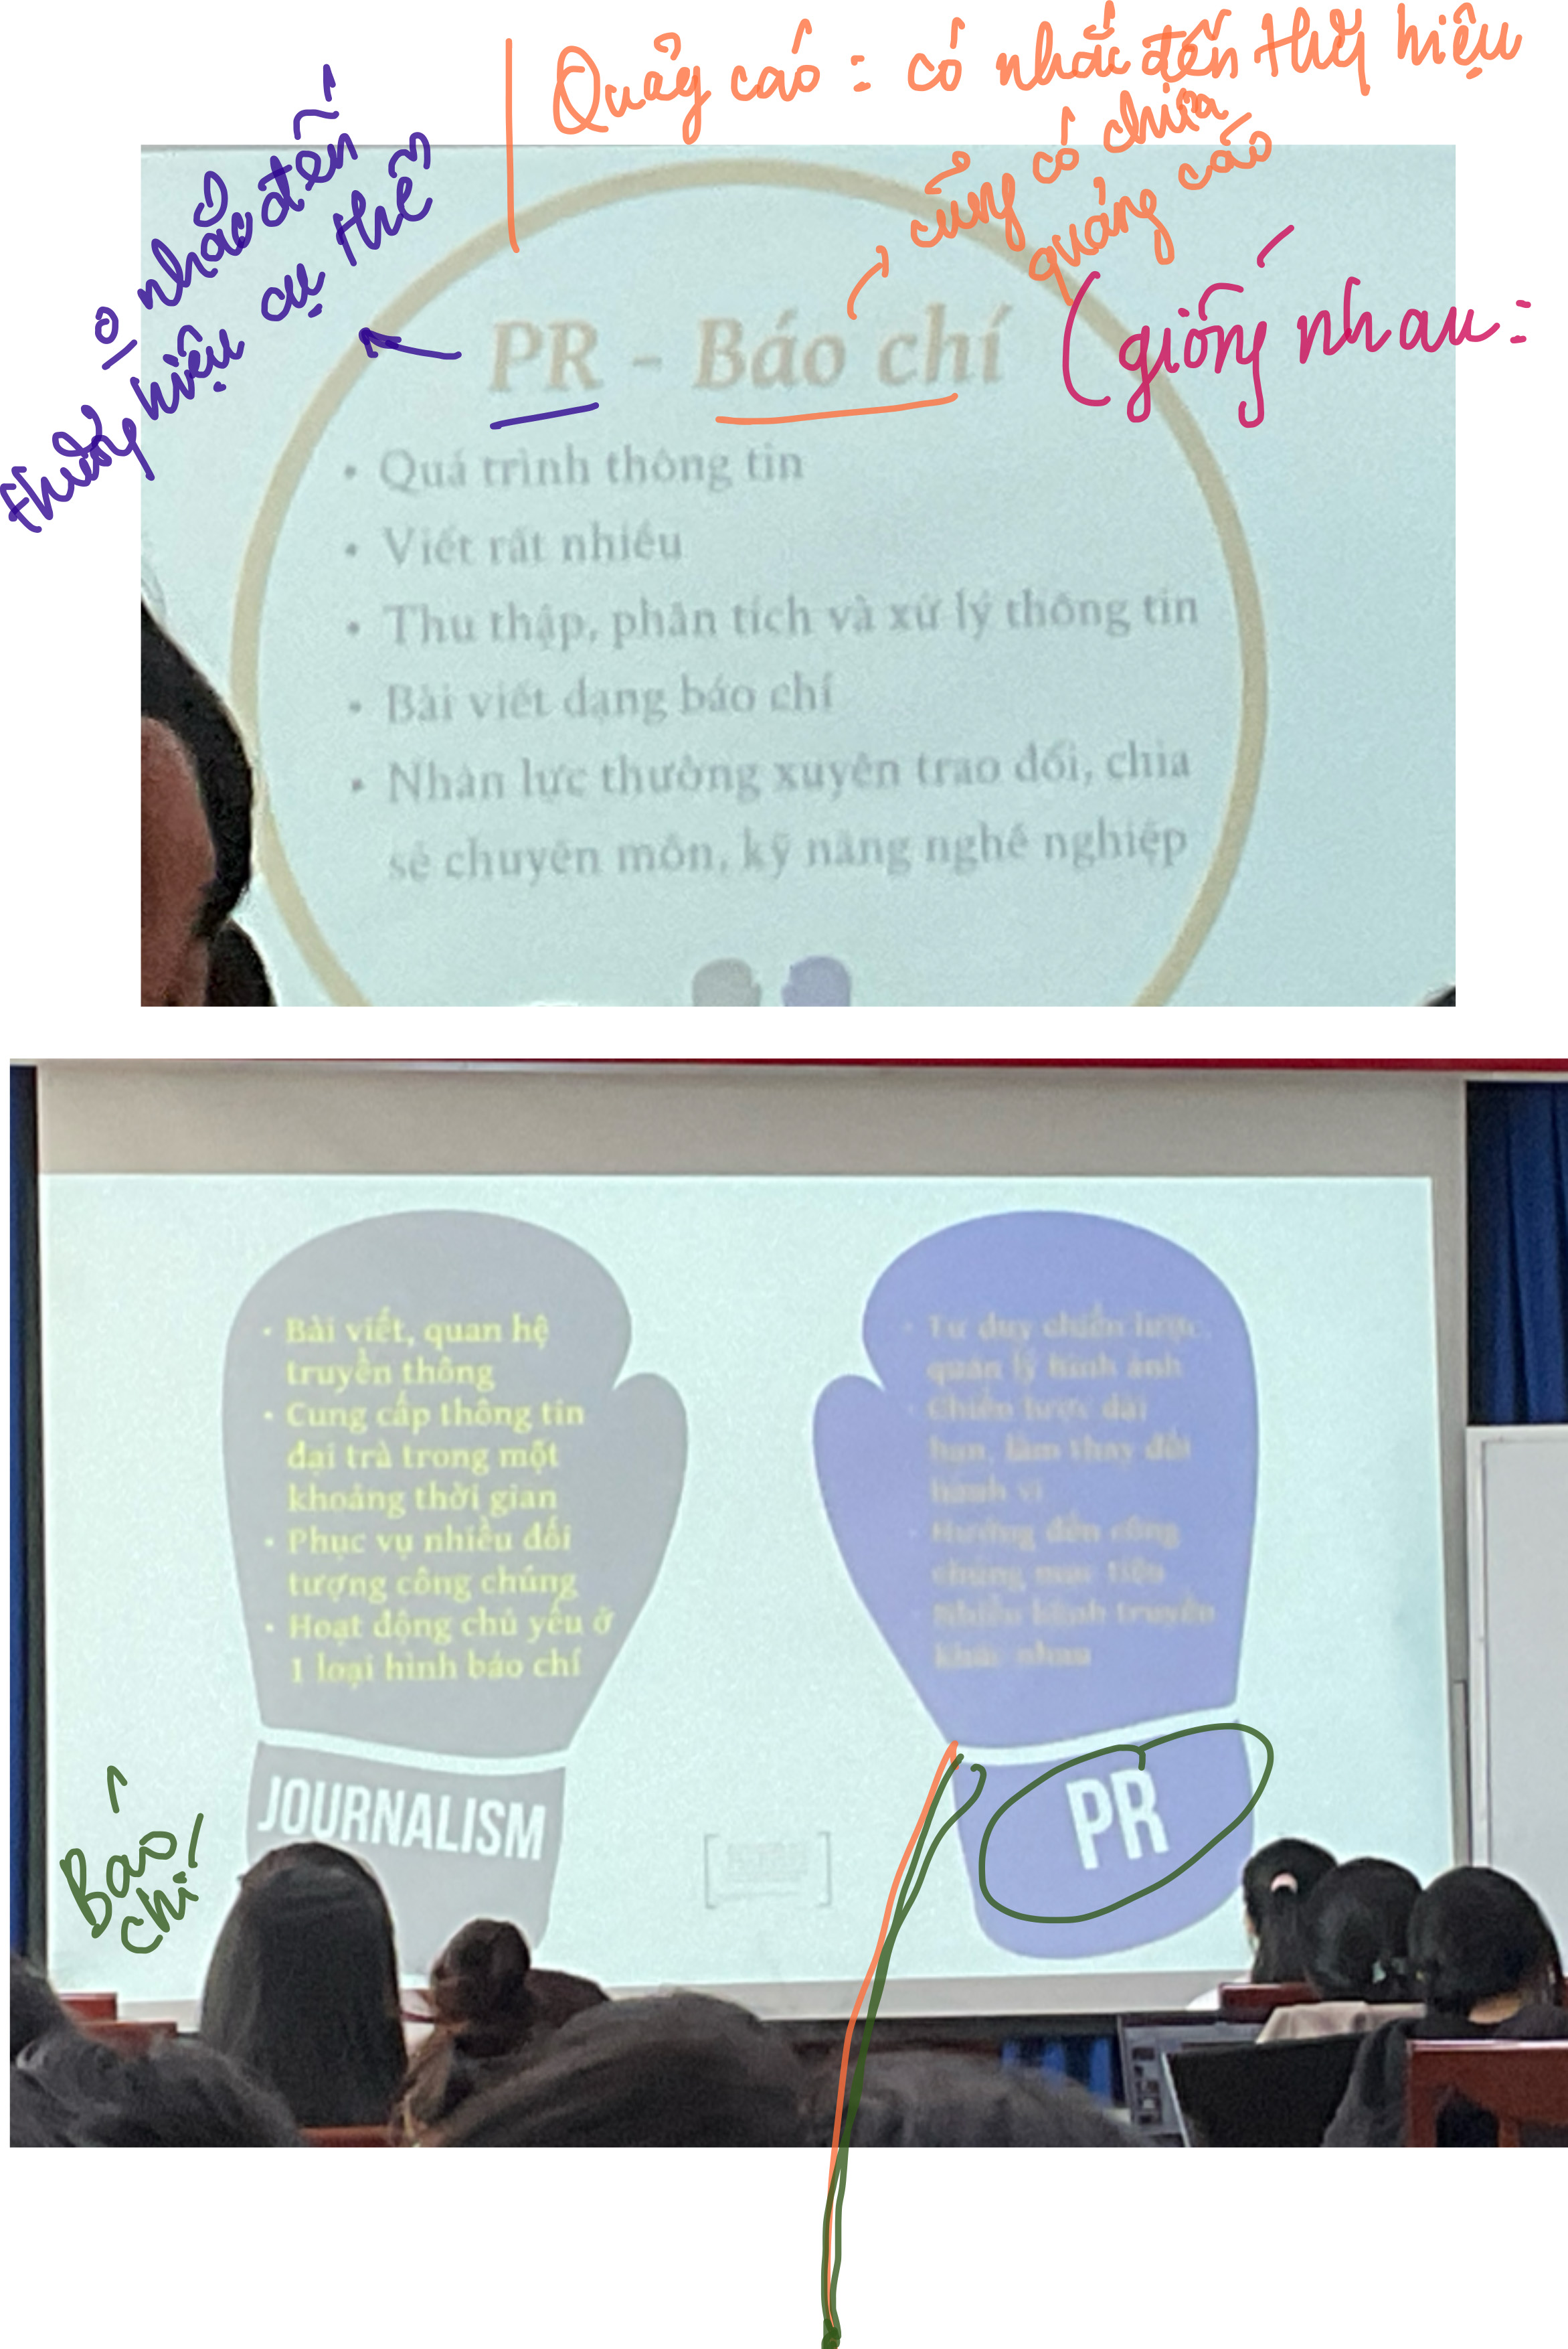 Quảng cáo = có nhắc đến thg hiệu
cũng có chứa
quảng cáo
nhắc đến
thương hiệu cụ thể
(giống nhau =
PR - Báo chí
• Quá trình thông tin
• Viết rất nhiều
• Thu thập, phân tích và xử lý thông tin
• Bài viết dạng báo chí
• Nhân lực thường xuyên trao đổi, chia
sẻ chuyên môn, kỹ năng nghề nghiệp
• Bài viết, quan hệ
truyền thông
• Cung cấp thông tin
đại trà trong một
khoảng thời gian
• Phục vụ nhiều đối
tượng công chúng
• Hoạt động chủ yếu ở
1 loại hình báo chí
JOURNALISM
Báo
chí
• Tư duy chiến lược,
quản lý hình ảnh
• Chiến lược dài
hạn, làm thay đổi
hành vi
• Hướng đến công
chúng mục tiêu
• Nhiều kênh truyền
khác nhau
PR